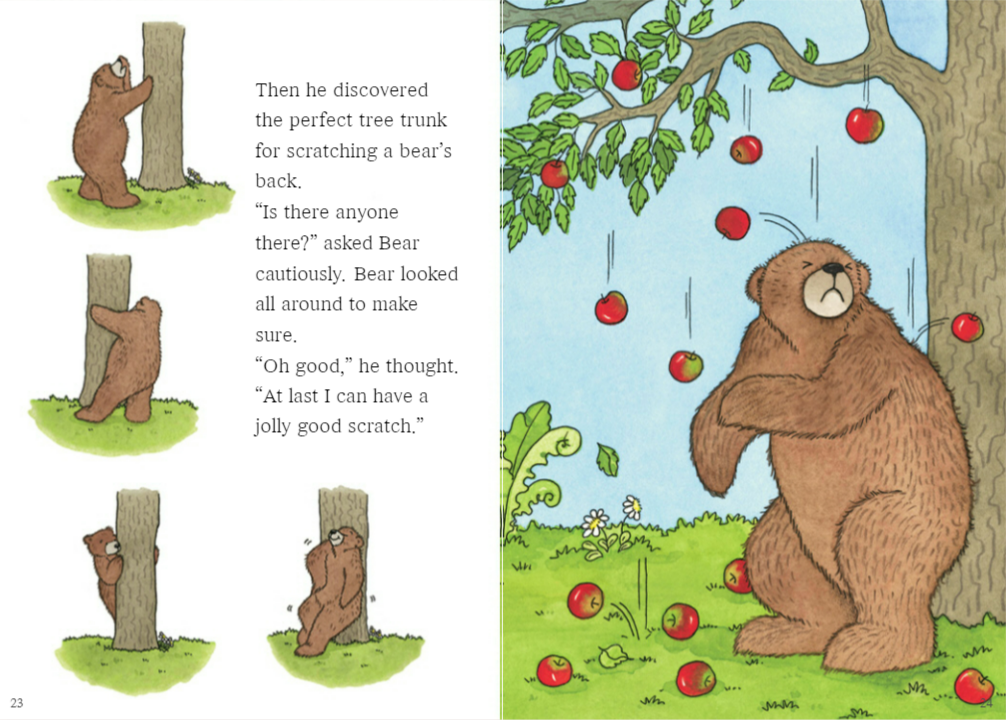 Then he discovered
the perfect tree trunk
for scratching a bear's
back.
“Is there anyone
there?” asked Bear
cautiously. Bear looked
all around to make
sure.
“Oh good,” he thought.
“At last I can have a
jolly good scratch.”
23
24